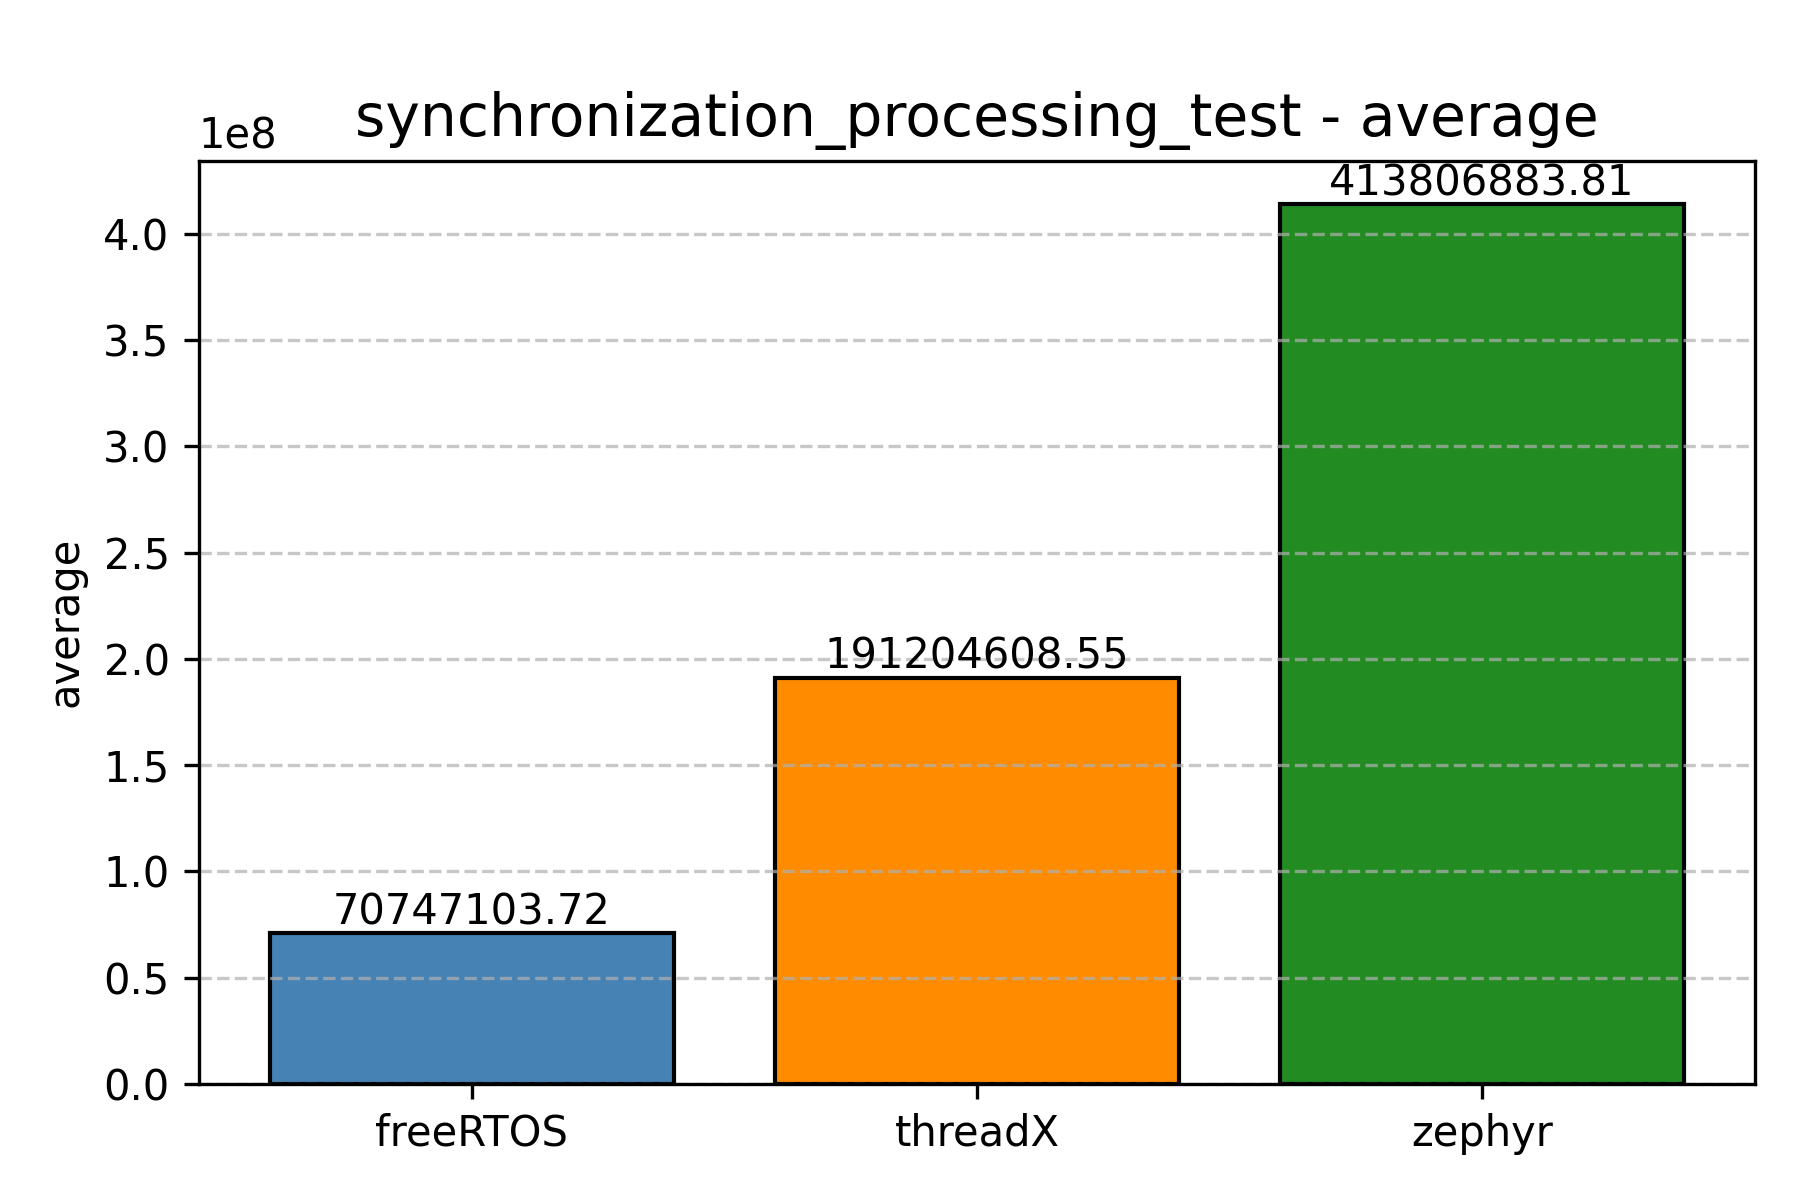 synchronization_processing_test - average
1e8
413806883.81
4.0
3.5
3.0
2.5
average
191204608.55
2.0
1.5
1.0
70747103.72
0.5
0.0
freeRTOS
threadX
zephyr